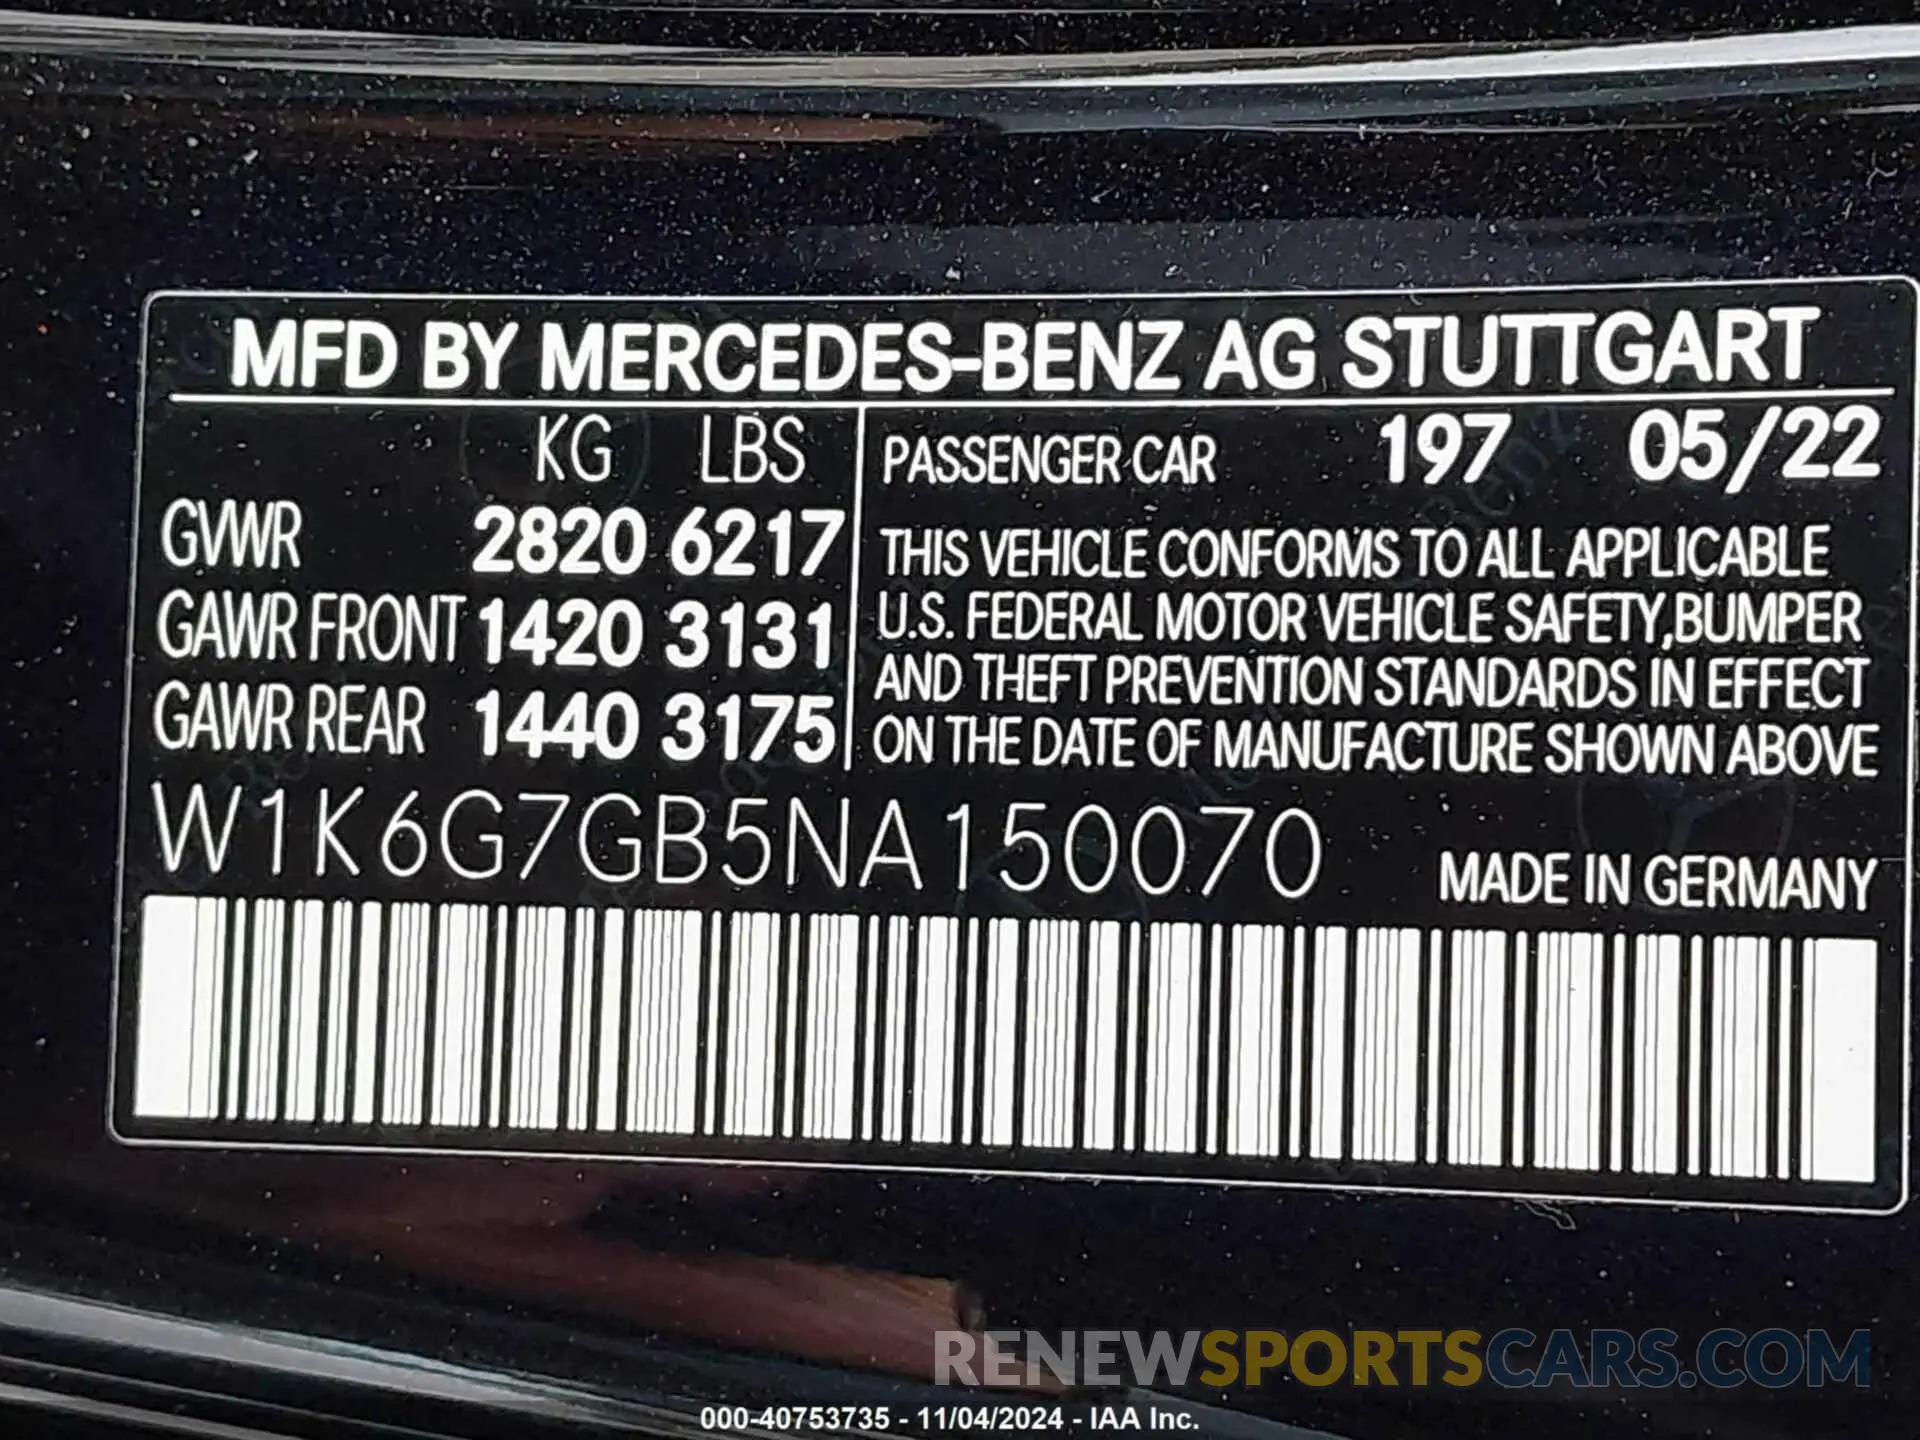 MFD BY MERCEDES-BENZ AG STUTTGART
KG LBS
GVWR 2820 6217
GAWR FRONT 1420 3131
GAWR REAR 1440 3175
PASSENGER CAR 197 05/22
THIS VEHICLE CONFORMS TO ALL APPLICABLE
U.S. FEDERAL MOTOR VEHICLE SAFETY,BUMPER
AND THEFT PREVENTION STANDARDS IN EFFECT
ON THE DATE OF MANUFACTURE SHOWN ABOVE
W1K6G7GB5NA150070
MADE IN GERMANY
RENEWSPORTSCARS.COM
000-40753735 - 11/04/2024 - IAA Inc.